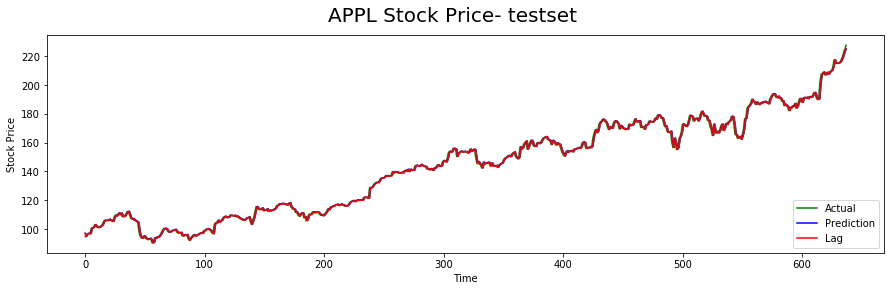 APPL Stock Price- testset
Stock Price
220
200
180
160
140
120
100
0 100 200 300 400 500 600
Time
Actual
Prediction
Lag